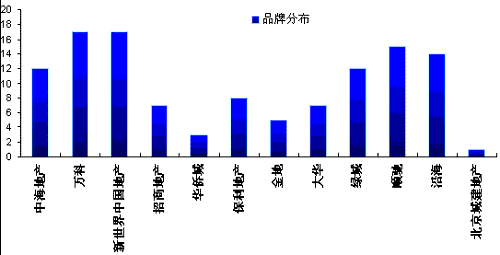 20
18
16
14
12
10
8
6
4
2
0
品牌分布
中海地产
万科
新世界中国地产
招商地产
华侨城
保利地产
金地
大华
绿城
顺驰
沿海
北京城建地产